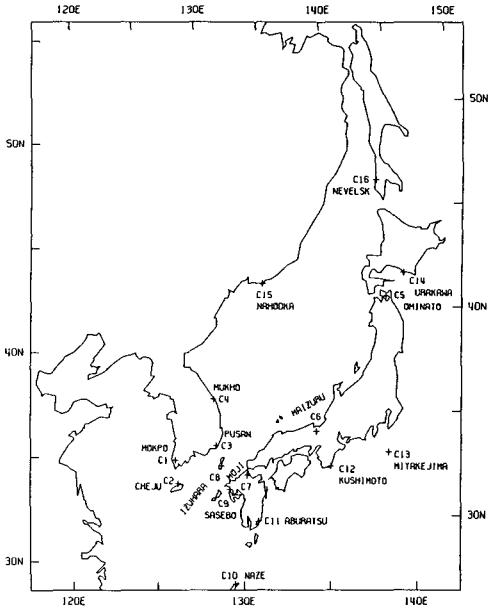 120E 130E 140E 150E
50N
50N
C16
NEVELSK
C14
URAKAWA
C5
OMINATO
C15
NAHODKA
40N
40N
MUKHO
C4
MAIZURU
C6
PUSAN
C3
MOKPO
C1
C13
MITAKEJIMA
C2
CHEJU
C8
IZUHARA
MOJI
C7
C12
KUSHIMOTO
C9
SASEBO
C11 ABURATSU
30N
30N
C10 NAZE
120E 130E 140E